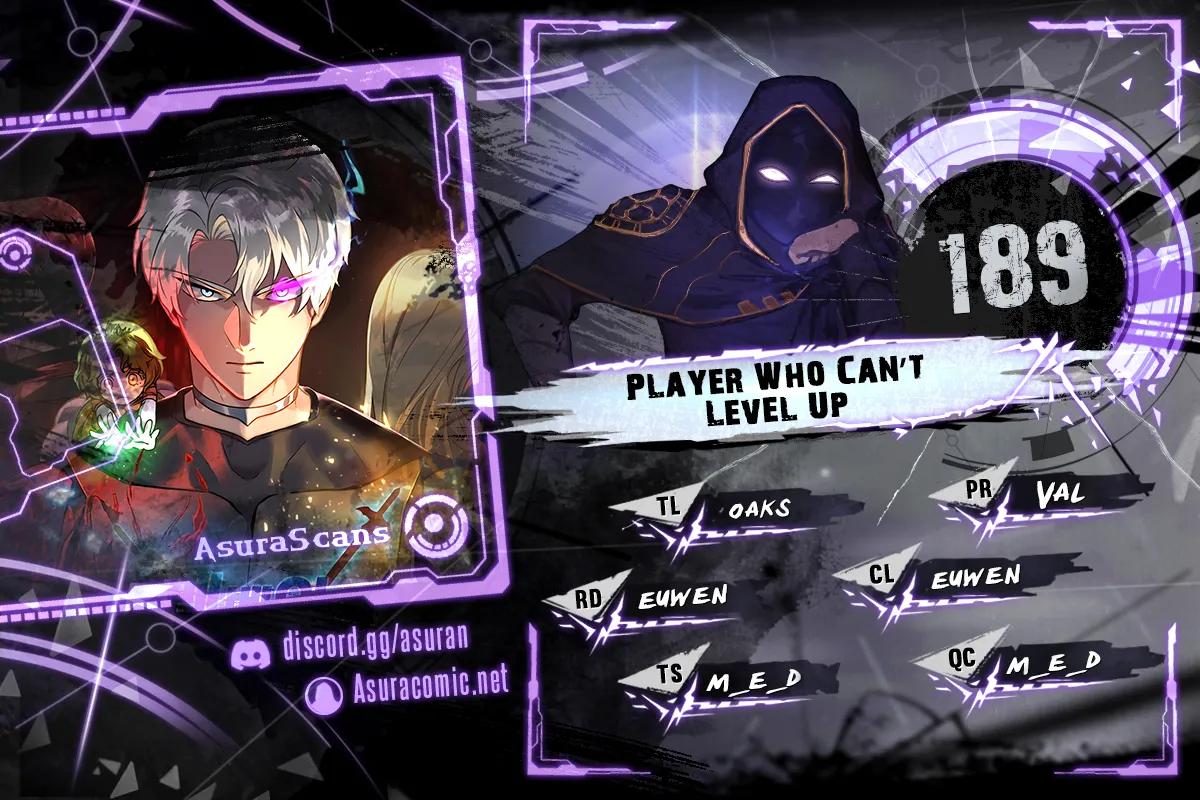 189
PLAYER WHO CAN'T
LEVEL UP
TL OAKS
PR VAL
RD EUWEN
CL EUWEN
TS M_E_D
QC M_E_D
AsuraScans
discord.gg/asuran
Asuracomic.net